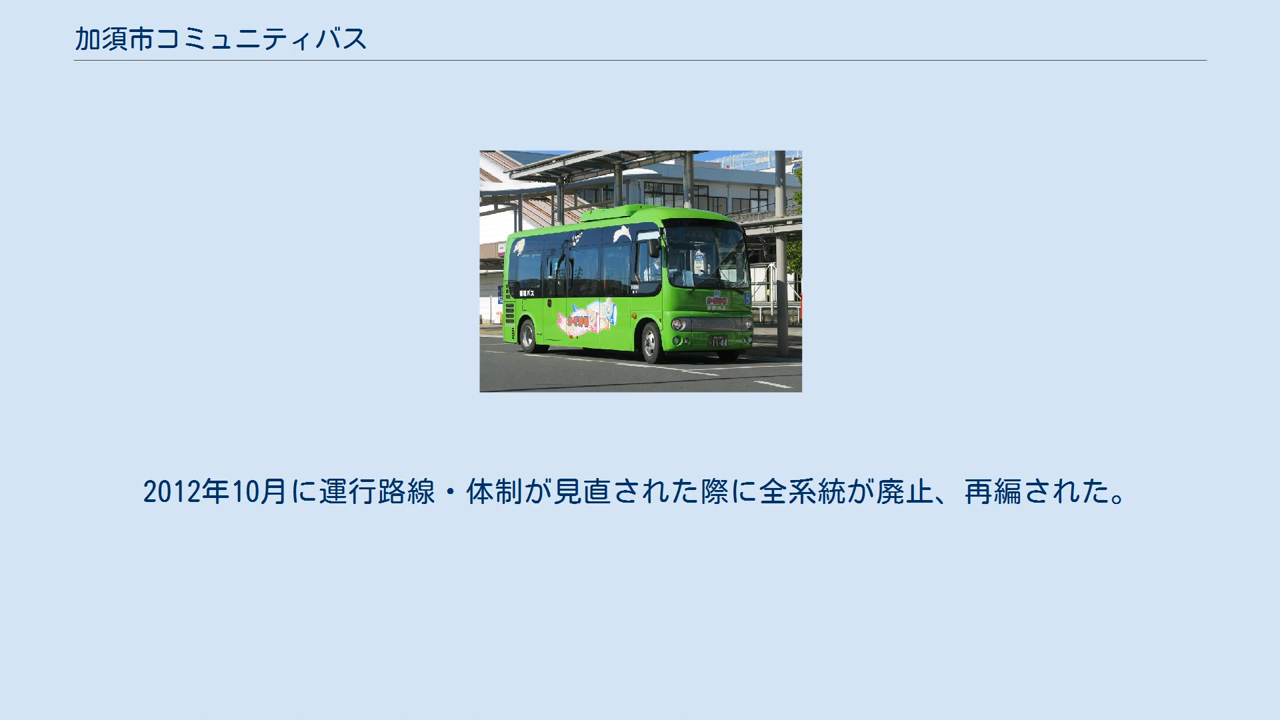 加須市コミュニティバス
2012年10月に運行路線・体制が見直された際に全系統が廃止、再編された。